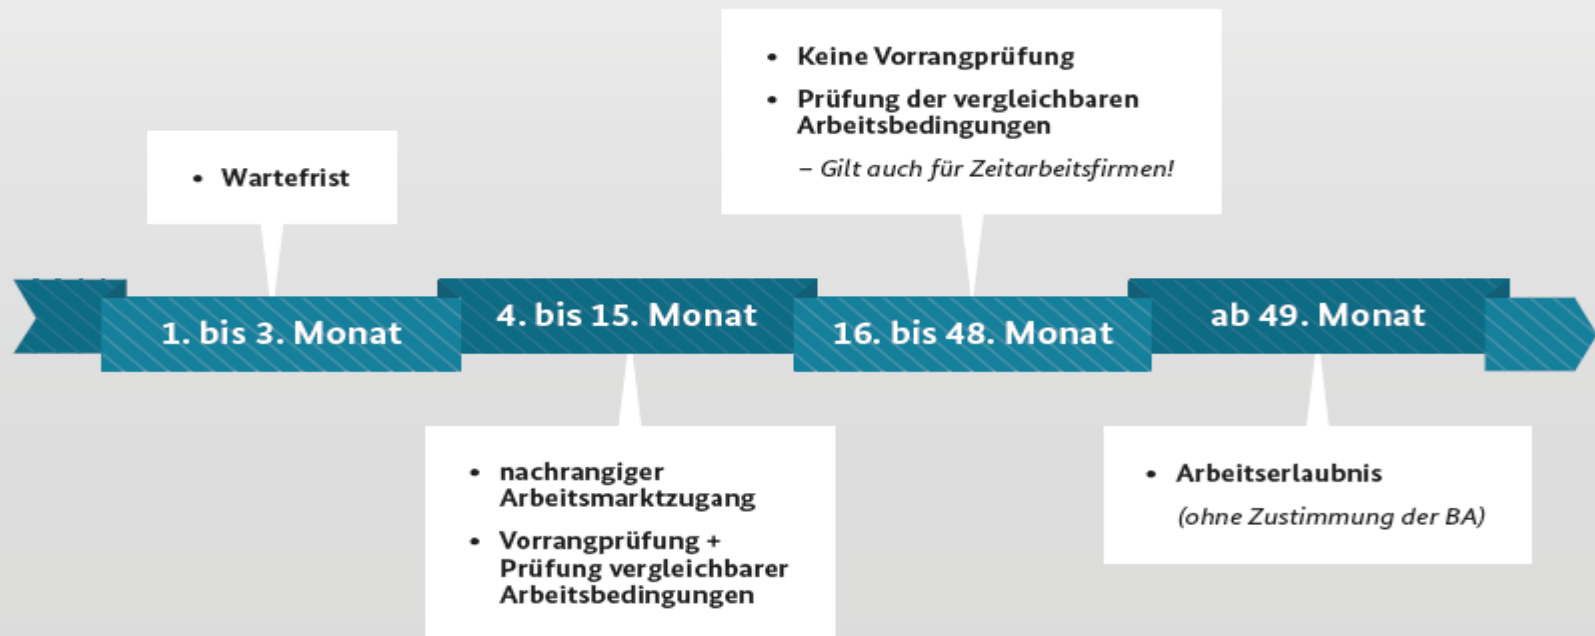 • Wartefrist
1. bis 3. Monat
4. bis 15. Monat
• nachrangiger
Arbeitsmarktzugang
• Vorrangprüfung +
Prüfung vergleichbarer
Arbeitsbedingungen
• Keine Vorrangprüfung
• Prüfung der vergleichbaren
Arbeitsbedingungen
– Gilt auch für Zeitarbeitsfirmen!
16. bis 48. Monat
ab 49. Monat
• Arbeitserlaubnis
(ohne Zustimmung der BA)